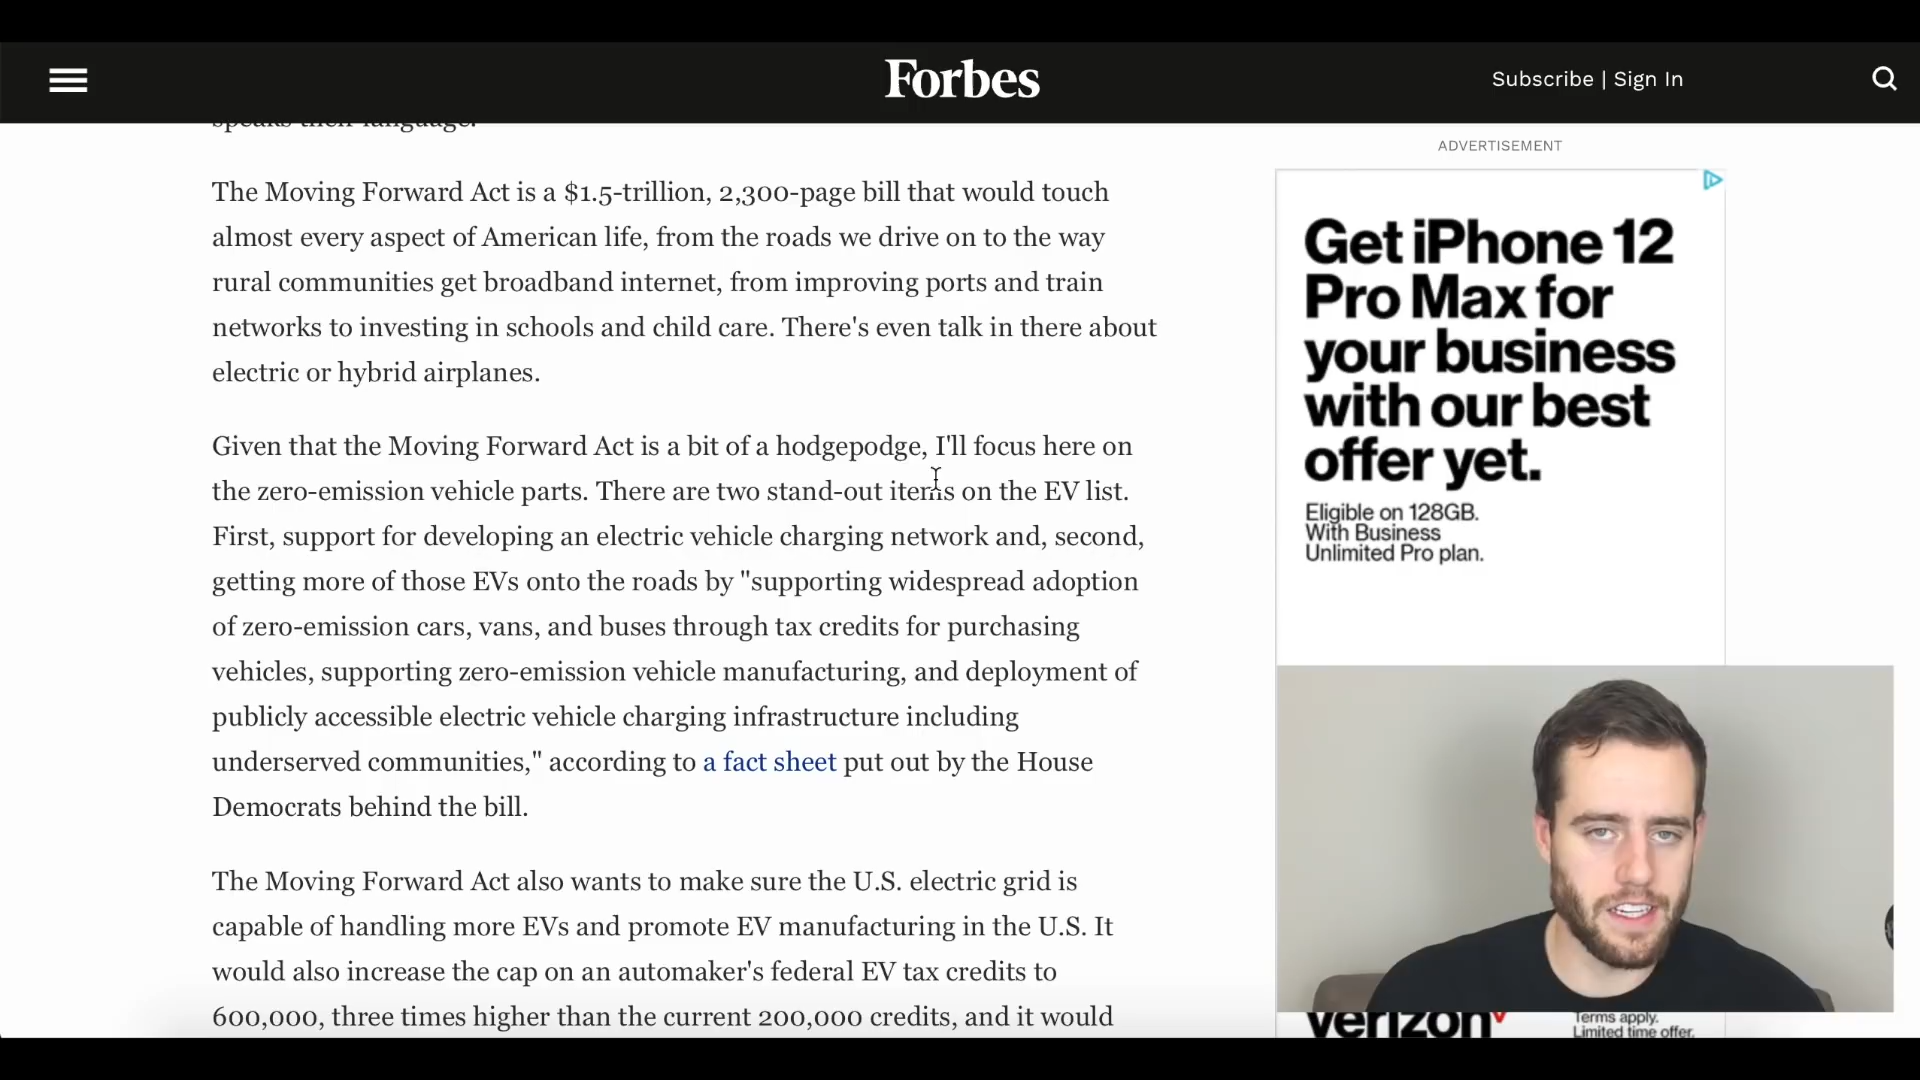 Forbes
Subscribe | Sign In
speaks their language.
The Moving Forward Act is a $1.5-trillion, 2,300-page bill that would touch
almost every aspect of American life, from the roads we drive on to the way
rural communities get broadband internet, from improving ports and train
networks to investing in schools and child care. There's even talk in there about
electric or hybrid airplanes.
Given that the Moving Forward Act is a bit of a hodgepodge, I'll focus here on
the zero-emission vehicle parts. There are two stand-out items on the EV list.
First, support for developing an electric vehicle charging network and, second,
getting more of those EVs onto the roads by "supporting widespread adoption
of zero-emission cars, vans, and buses through tax credits for purchasing
vehicles, supporting zero-emission vehicle manufacturing, and deployment of
publicly accessible electric vehicle charging infrastructure including
underserved communities," according to a fact sheet put out by the House
Democrats behind the bill.
The Moving Forward Act also wants to make sure the U.S. electric grid is
capable of handling more EVs and promote EV manufacturing in the U.S. It
would also increase the cap on an automaker's federal EV tax credits to
600,000, three times higher than the current 200,000 credits, and it would
ADVERTISEMENT
Get iPhone 12
Pro Max for
your business
with our best
offer yet.
Eligible on 128GB.
With Business
Unlimited Pro plan.
verizon
Terms apply.
Limited time offer.